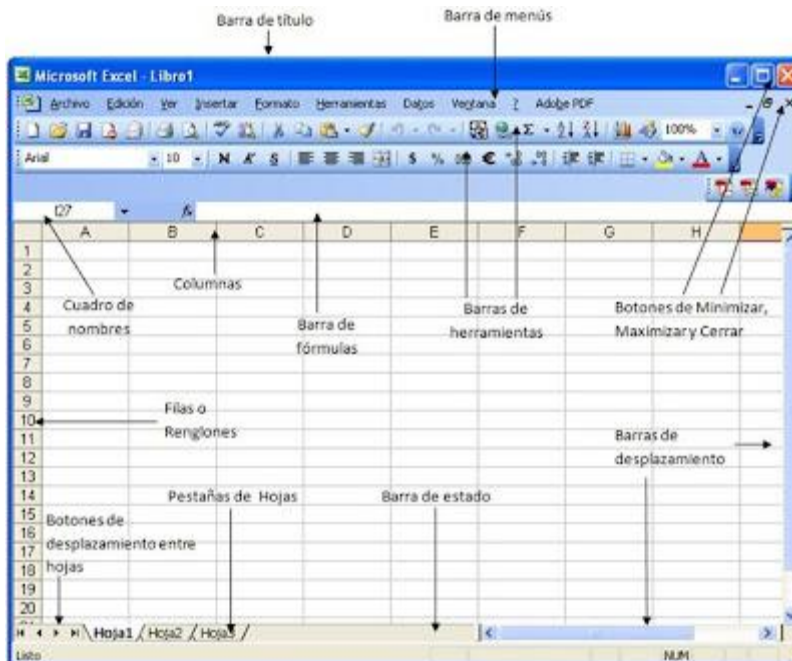 Barra de título
Barra de menús
Microsoft Excel - Libro1
Archivo Edición Ver Insertar Formato Herramientas Datos Ventana ? Adobe PDF
100%
Arial 10 N K S $ % 000 €
I27 fx
A B C D E F G H
1
2
3
Columnas
4
Cuadro de nombres
Barra de fórmulas
Barras de herramientas
Botones de Minimizar,
Maximizar y Cerrar
5
6
7
8
9
Filas o
10
Renglones
11
Barras de
12
desplazamiento
13
14
Pestañas de Hojas
Barra de estado
15
Botones de
16
desplazamiento entre
17
hojas
18
19
20
Hoja1 / Hoja2 / Hoja3 /
Listo NUM